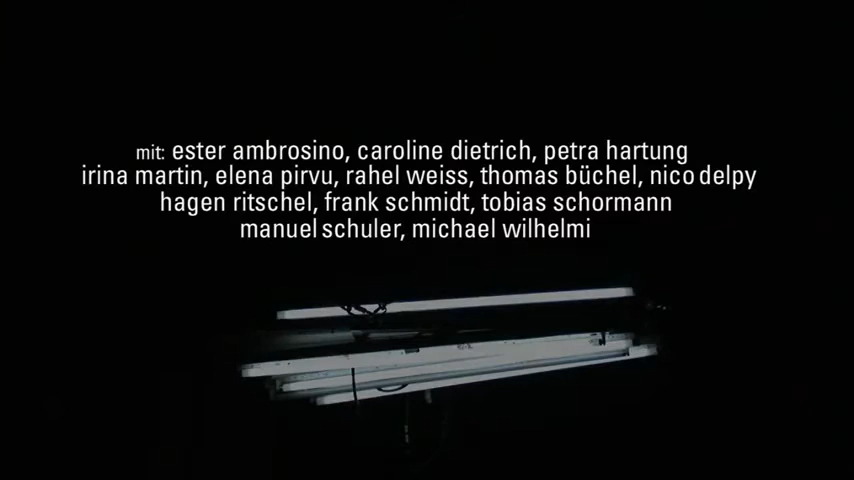 mit: ester ambrosino, caroline dietrich, petra hartung
irina martin, elena pirvu, rahel weiss, thomas büchel, nico delpy
hagen ritschel, frank schmidt, tobias schormann
manuel schuler, michael wilhelmi